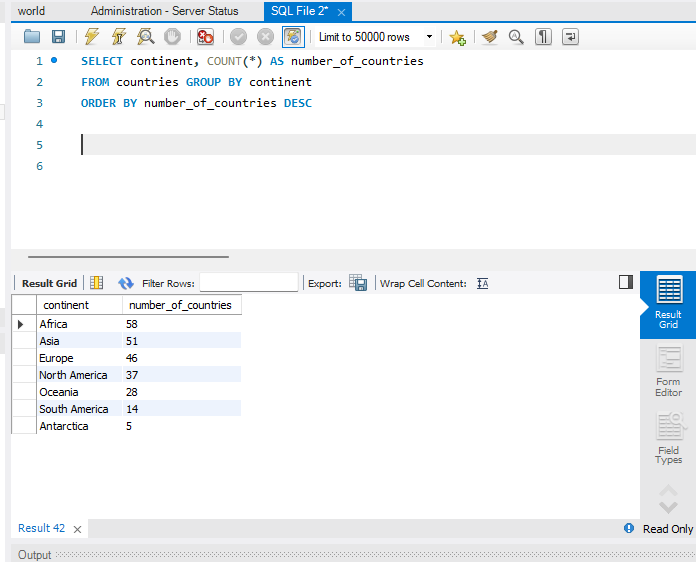 world Administration - Server Status SQL File 2*
Limit to 50000 rows
1 SELECT continent, COUNT(*) AS number_of_countries
2 FROM countries GROUP BY continent
3 ORDER BY number_of_countries DESC
4
5
6
Result Grid Filter Rows: Export: Wrap Cell Content:
continent number_of_countries
Africa 58
Asia 51
Europe 46
North America 37
Oceania 28
South America 14
Antarctica 5
Result
Grid
Form
Editor
Field
Types
Result 42 Read Only
Output